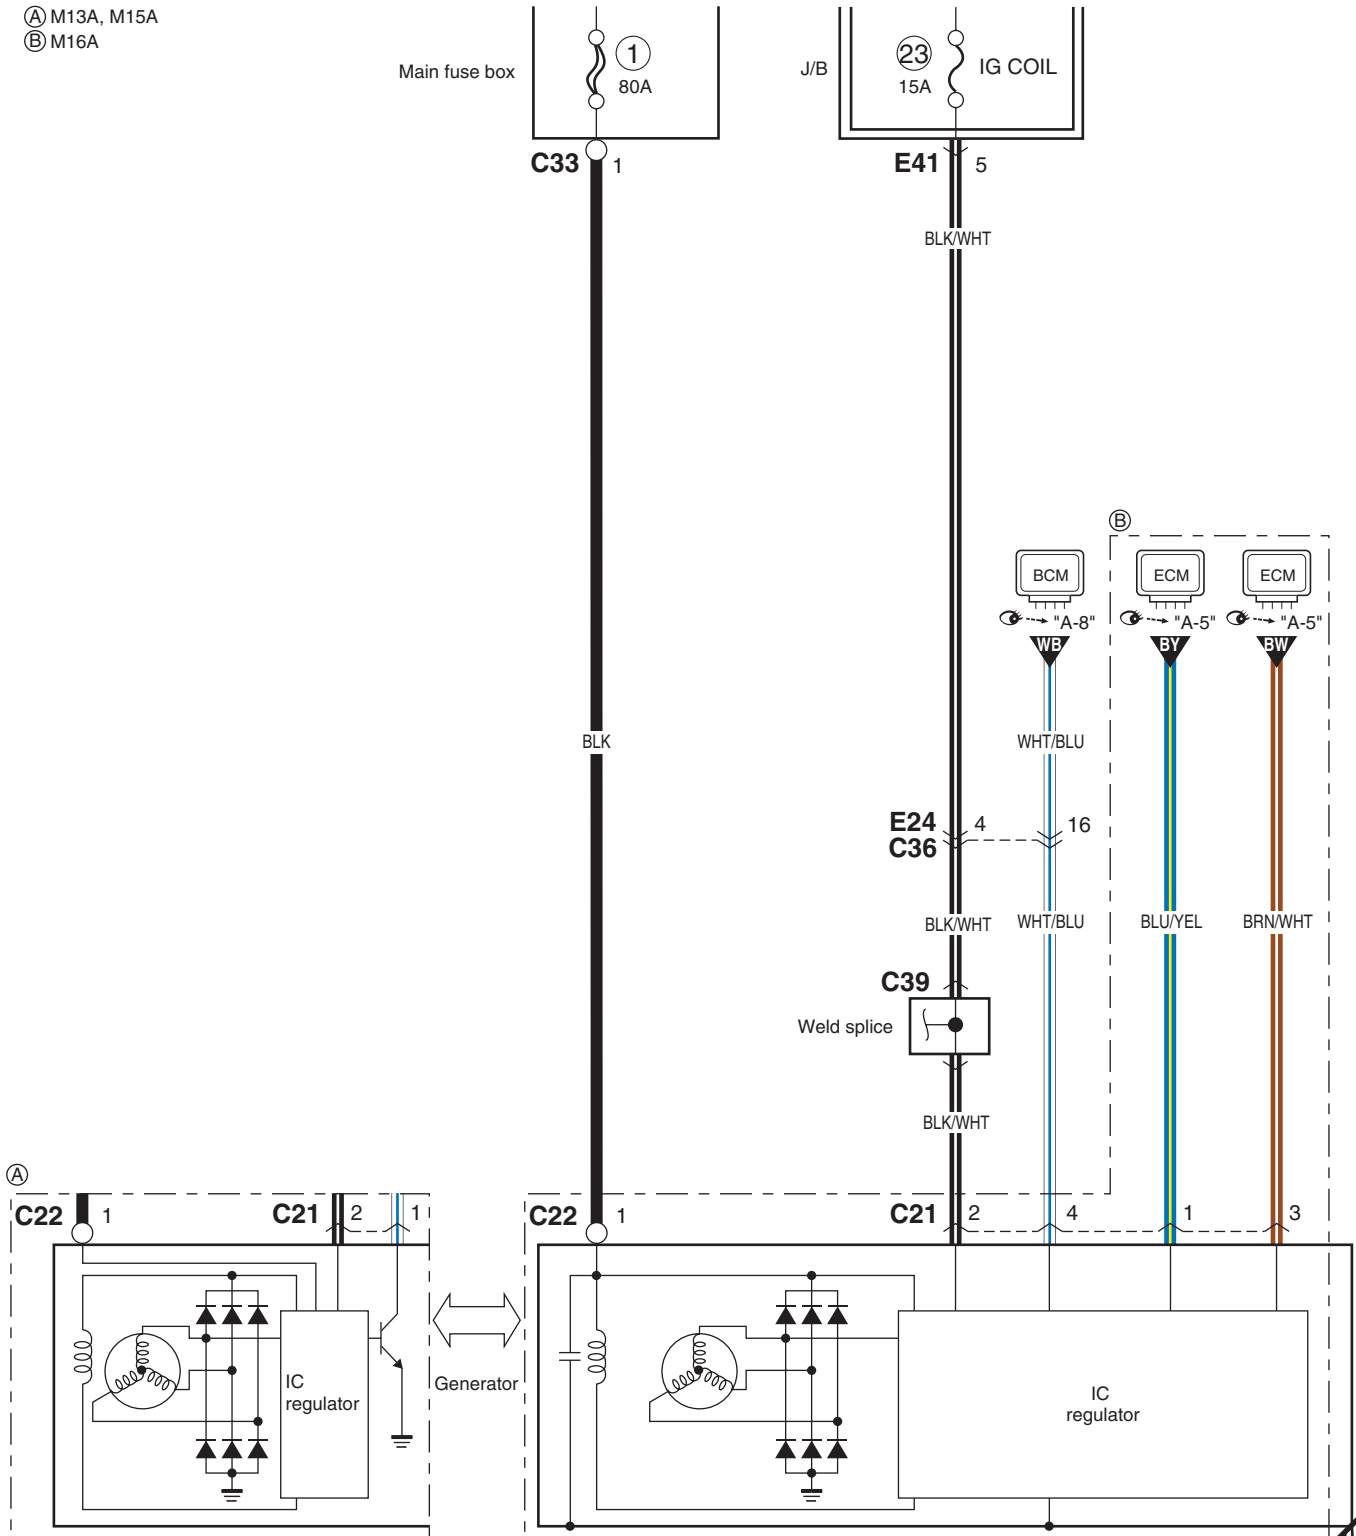 Ⓐ M13A, M15A
Ⓑ M16A
Main fuse box
① 
80A
J/B
㉓
15A
IG COIL
C33 1
E41 5
BLK/WHT
Ⓑ
BCM
ECM
ECM
"A-8"
"A-5"
"A-5"
WB
BY
BW
BLK
WHT/BLU
E24 4 16
C36
BLK/WHT
WHT/BLU
BLU/YEL
BRN/WHT
C39
Weld splice
BLK/WHT
Ⓐ
C22 1
C21 2 1
C22 1
C21 2 4 1 3
IC
regulator
Generator
IC
regulator